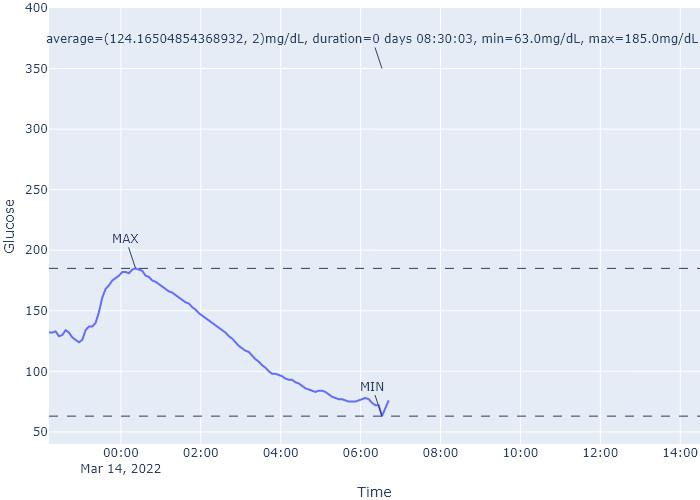 400
average=(124.16504854368932, 2)mg/dL, duration=0 days 08:30:03, min=63.0mg/dL, max=185.0mg/dL
350
300
250
200
150
100
50
Glucose
MAX
MIN
00:00 02:00 04:00 06:00 08:00 10:00 12:00 14:00
Mar 14, 2022
Time